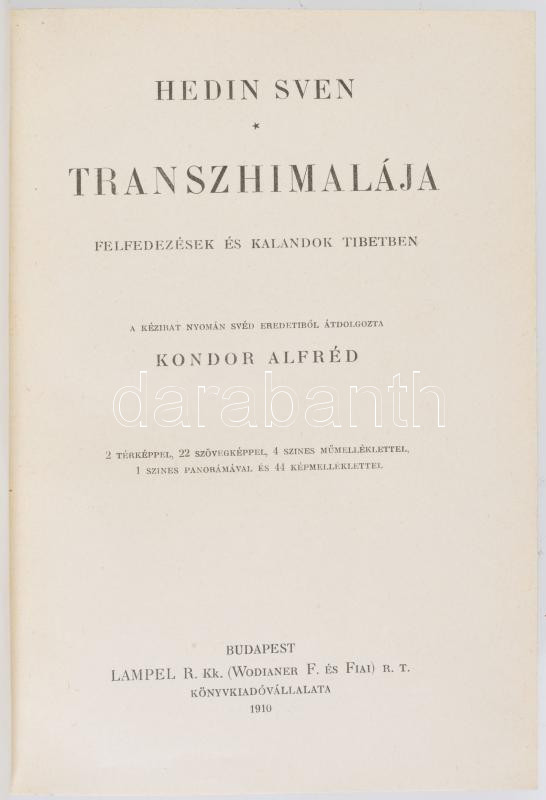 HEDIN SVEN
*
TRANSZHIMALÁJA
FELFEDEZÉSEK ÉS KALANDOK TIBETBEN
A KÉZIRAT NYOMÁN SVÉD EREDETIBŐL ÁTDOLGOZTA
KONDOR ALFRÉD
darabanth
2 TÉRKÉPPEL, 22 SZÖVEGKÉPPEL, 4 SZINES MŰMELLÉKLETTEL,
1 SZINES PANORÁMÁVAL ÉS 44 KÉPMELLÉKLETTEL
BUDAPEST
LAMPEL R. Kk. (WODIANER F. ÉS FIAI) R. T.
KÖNYVKIADÓVÁLLALATA
1910